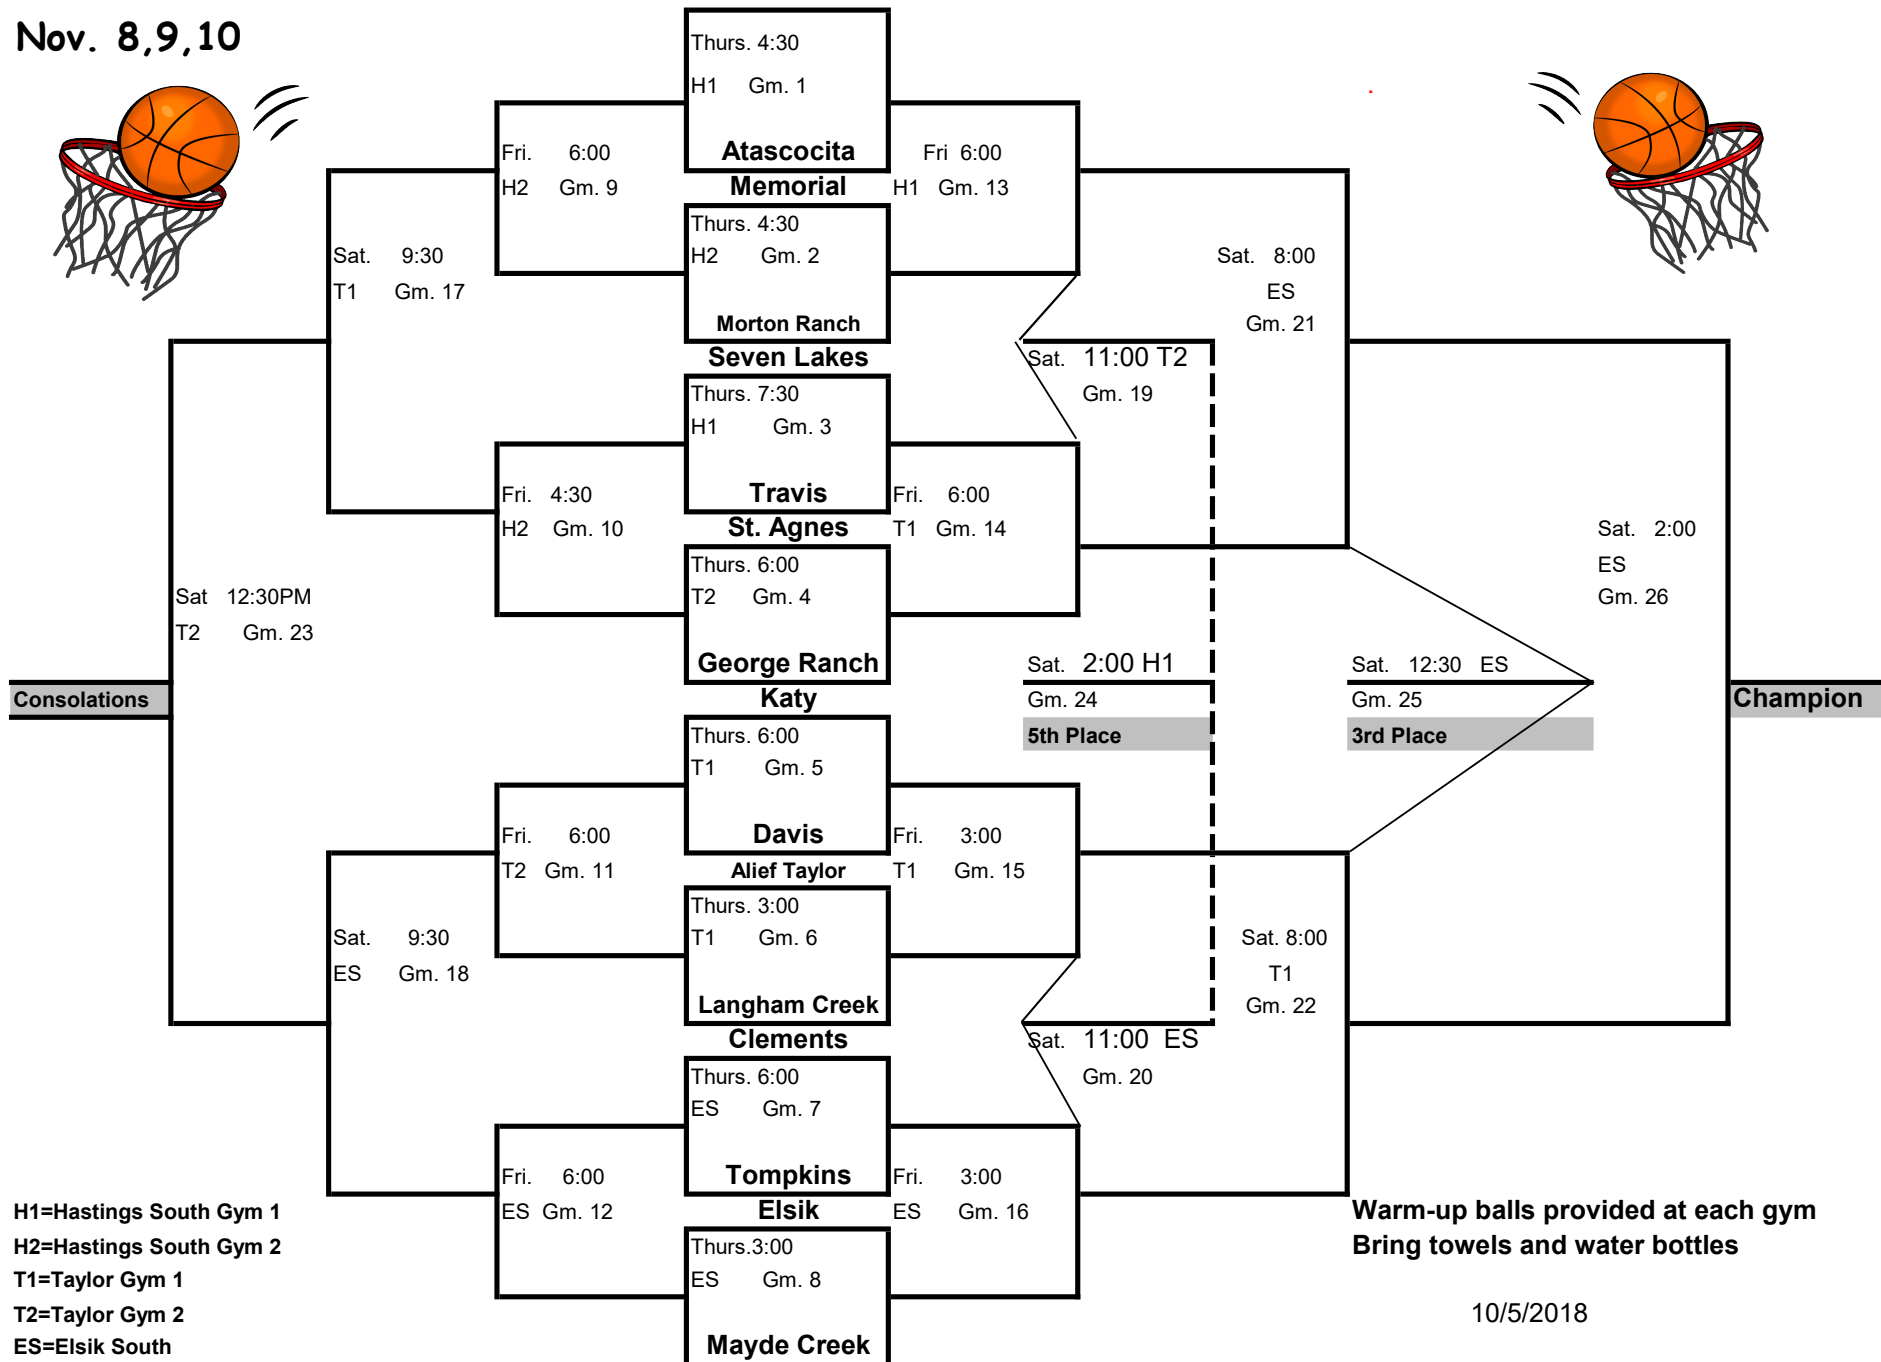 Nov. 8,9,10
Thurs. 4:30
H1 Gm. 1
Atascocita
Fri. 6:00
H2 Gm. 9
Fri 6:00
H1 Gm. 13
Memorial
Thurs. 4:30
H2 Gm. 2
Sat. 9:30
T1 Gm. 17
Sat. 8:00
ES
Gm. 21
Morton Ranch
Seven Lakes
Sat. 11:00 T2
Gm. 19
Thurs. 7:30
H1 Gm. 3
Travis
Fri. 4:30
H2 Gm. 10
Fri. 6:00
T1 Gm. 14
St. Agnes
Sat. 2:00
ES
Gm. 26
Thurs. 6:00
T2 Gm. 4
Sat 12:30PM
T2 Gm. 23
George Ranch
Sat. 2:00 H1
Gm. 24
5th Place
Sat. 12:30 ES
Gm. 25
3rd Place
Consolations
Champion
Katy
Thurs. 6:00
T1 Gm. 5
Davis
Fri. 6:00
T2 Gm. 11
Fri. 3:00
T1 Gm. 15
Alief Taylor
Thurs. 3:00
T1 Gm. 6
Sat. 9:30
ES Gm. 18
Sat. 8:00
T1
Gm. 22
Langham Creek
Clements
Sat. 11:00 ES
Gm. 20
Thurs. 6:00
ES Gm. 7
Tompkins
Fri. 6:00
ES Gm. 12
Fri. 3:00
ES Gm. 16
Elsik
Thurs.3:00
ES Gm. 8
Mayde Creek
H1=Hastings South Gym 1
H2=Hastings South Gym 2
T1=Taylor Gym 1
T2=Taylor Gym 2
ES=Elsik South
Warm-up balls provided at each gym
Bring towels and water bottles
10/5/2018